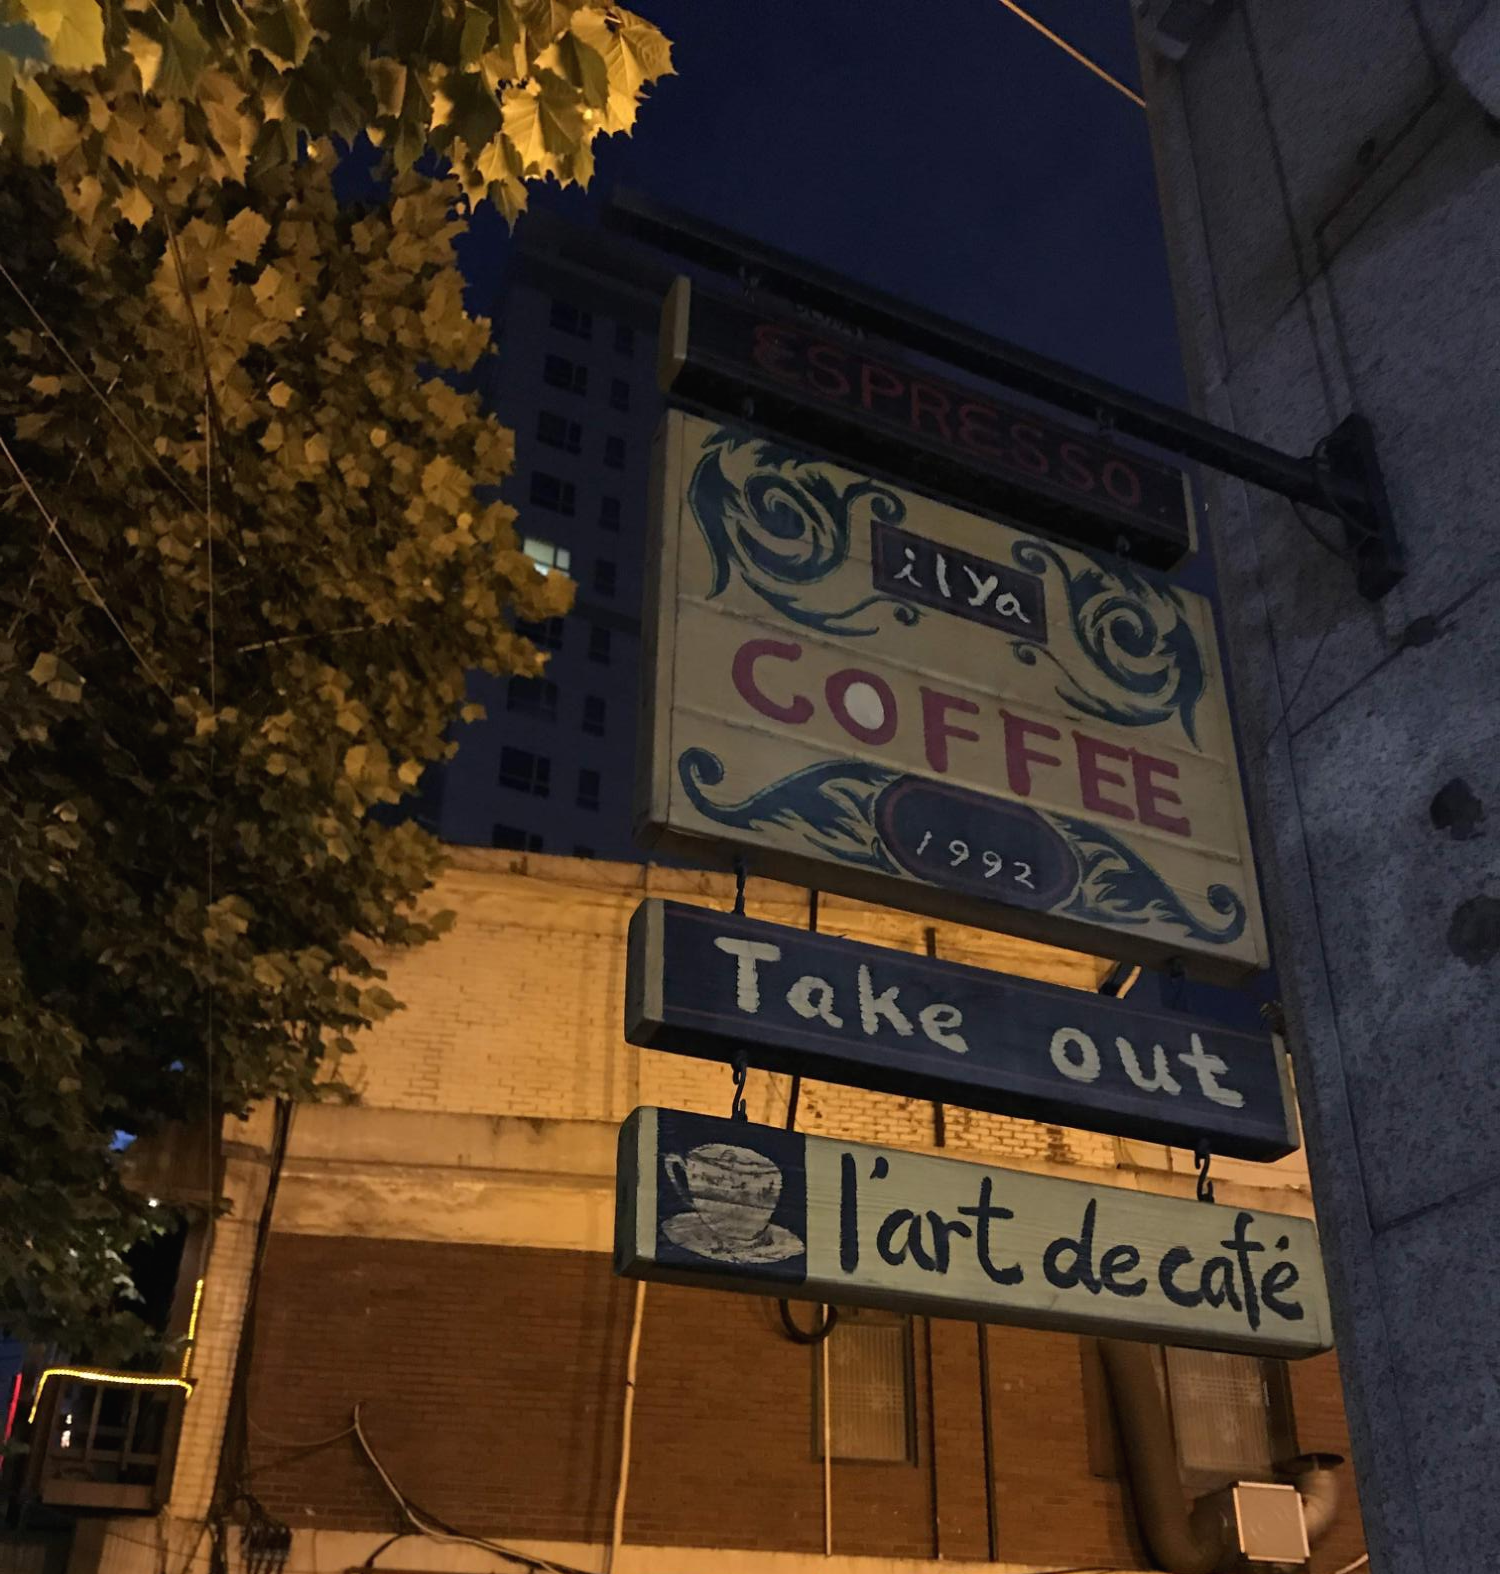 ESPRESSO
ilya
COFFEE
1992
Take out
l'art de café